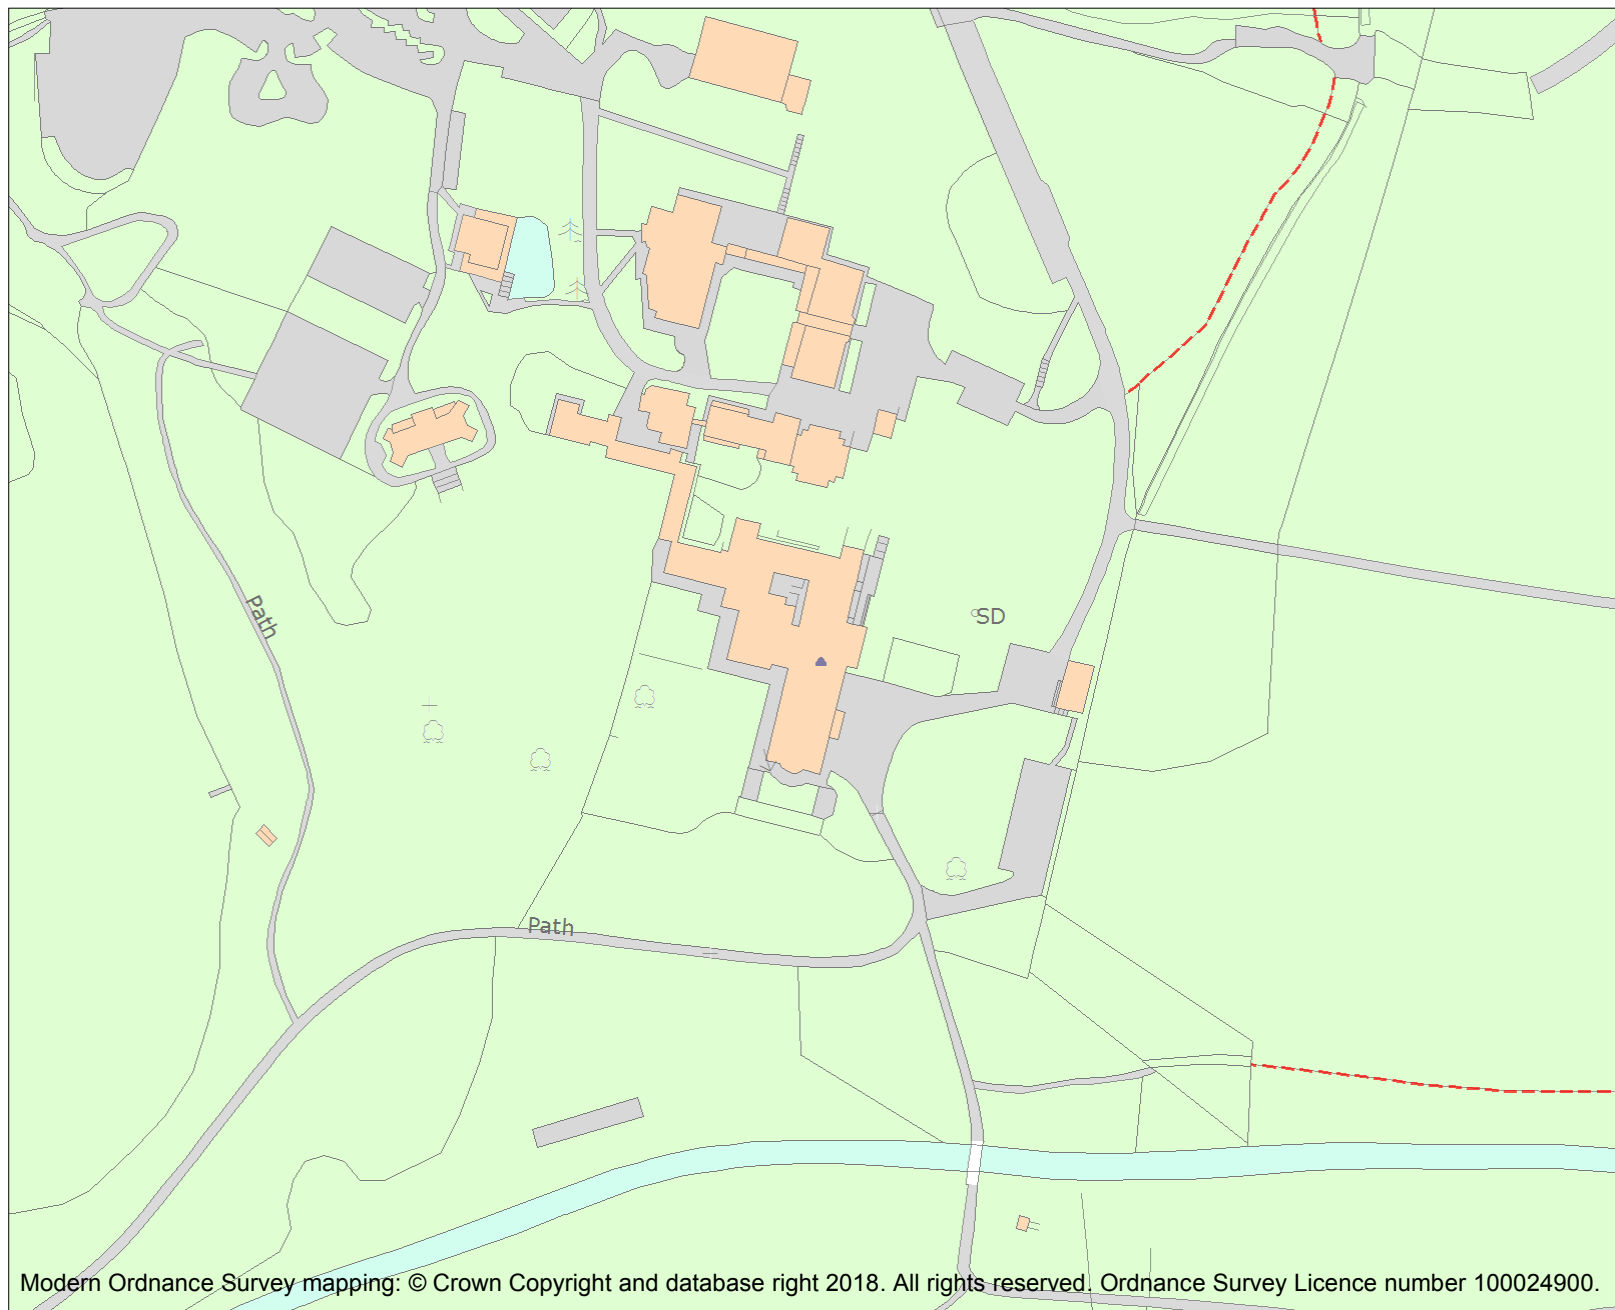 Path
SD
Path
Modern Ordnance Survey mapping: © Crown Copyright and database right 2018. All rights reserved. Ordnance Survey Licence number 100024900.